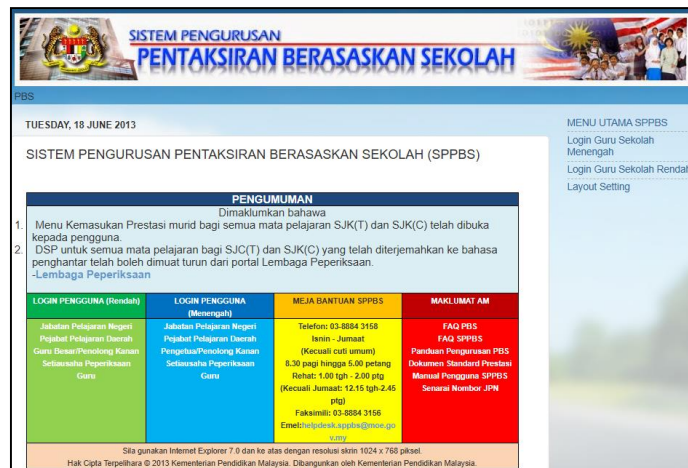 SISTEM PENGURUSAN
PENTAKSIRAN BERASASKAN SEKOLAH
PBS
TUESDAY, 18 JUNE 2013
SISTEM PENGURUSAN PENTAKSIRAN BERASASKAN SEKOLAH (SPPBS)
PENGUMUMAN
Dimaklumkan bahawa
1. Menu Kemasukan Prestasi murid bagi semua mata pelajaran SJK(T) dan SJK(C) telah dibuka
kepada pengguna.
2. DSP untuk semua mata pelajaran bagi SJC(T) dan SJK(C) yang telah diterjemahkan ke bahasa
penghantar telah boleh dimuat turun dari portal Lembaga Peperiksaan.
-Lembaga Peperiksaan
LOGIN PENGGUNA (Rendah)
Jabatan Pelajaran Negeri
Pejabat Pelajaran Daerah
Guru Besar/Penolong Kanan
Setiausaha Peperiksaan
Guru
LOGIN PENGGUNA
(Menengah)
Jabatan Pelajaran Negeri
Pejabat Pelajaran Daerah
Pengetua/Penolong Kanan
Setiausaha Peperiksaan
Guru
MEJA BANTUAN SPPBS
Telefon: 03-8884 3158
Isnin - Jumaat
(Kecuali cuti umum)
8.30 pagi hingga 5.00 petang
Rehat: 1.00 tgh - 2.00 ptg
(Kecuali Jumaat: 12.15 tgh-2.45
ptg)
Faksimili: 03-8884 3156
Emel:helpdesk.sppbs@moe.go
v.my
MAKLUMAT AM
FAQ PBS
FAQ SPPBS
Panduan Pengurusan PBS
Dokumen Standard Prestasi
Manual Pengguna SPPBS
Senarai Nombor JPN
Sila gunakan Internet Explorer 7.0 dan ke atas dengan resolusi skrin 1024 x 768 piksel.
Hak Cipta Terpelihara © 2013 Kementerian Pendidikan Malaysia. Dibangunkan oleh Kementerian Pendidikan Malaysia.
MENU UTAMA SPPBS
Login Guru Sekolah
Menengah
Login Guru Sekolah Rendah
Layout Setting